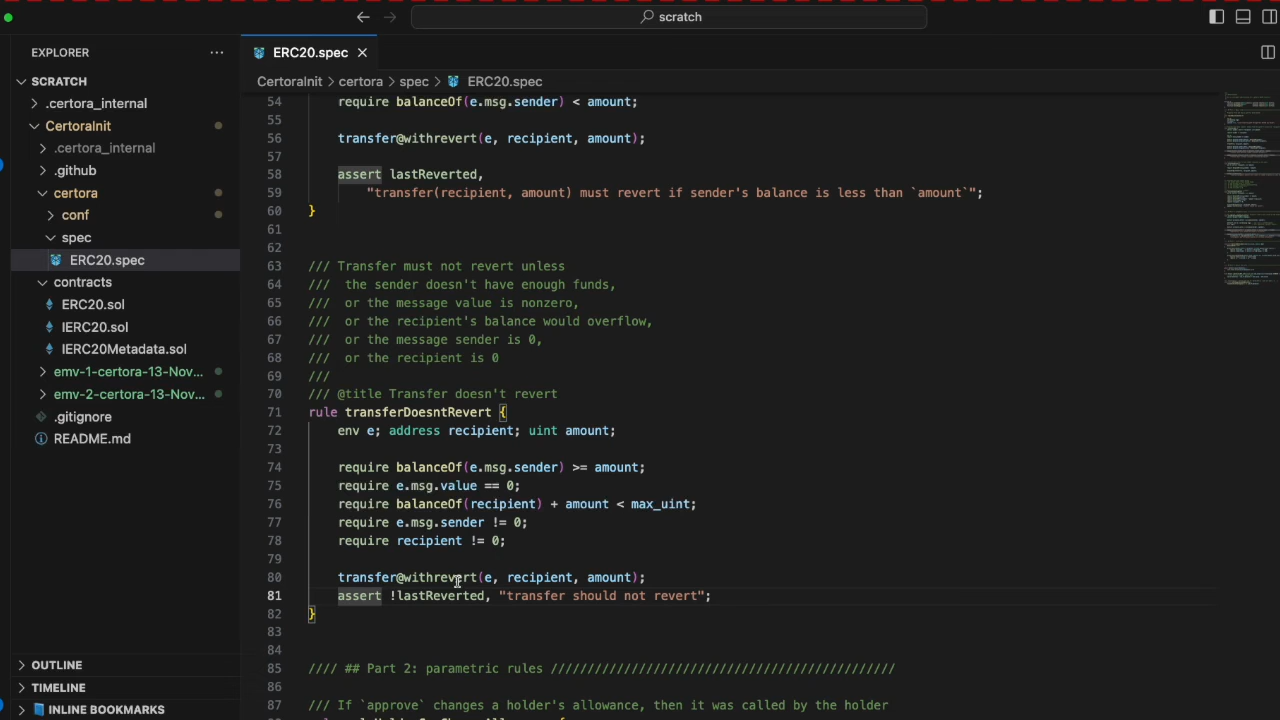 scratch
EXPLORER
ERC20.spec
SCRATCH
.certora_internal
CertoraInit
.certora_internal
.github
certora
conf
spec
ERC20.spec
contracts
ERC20.sol
IERC20.sol
IERC20Metadata.sol
emv-1-certora-13-Nov...
emv-2-certora-13-Nov...
.gitignore
README.md
OUTLINE
TIMELINE
INLINE BOOKMARKS
CertoraInit > certora > spec > ERC20.spec
54 require balanceOf(e.msg.sender) < amount;
55
56 transfer@withrevert(e, recipient, amount);
57
58 assert lastReverted,
59 "transfer(recipient, amount) must revert if sender's balance is less than `amount`";
60 }
61
62
63 /// Transfer must not revert unless
64 /// the sender doesn't have enough funds,
65 /// or the message value is nonzero,
66 /// or the recipient's balance would overflow,
67 /// or the message sender is 0,
68 /// or the recipient is 0
69 ///
70 /// @title Transfer doesn't revert
71 rule transferDoesntRevert {
72 env e; address recipient; uint amount;
73
74 require balanceOf(e.msg.sender) >= amount;
75 require e.msg.value == 0;
76 require balanceOf(recipient) + amount < max_uint;
77 require e.msg.sender != 0;
78 require recipient != 0;
79
80 transfer@withrevert(e, recipient, amount);
81 assert !lastReverted, "transfer should not revert";
82 }
83
84
85 //// ## Part 2: parametric rules ///////////////////////////////////////////////
86
87 /// If `approve` changes a holder's allowance, then it was called by the holder